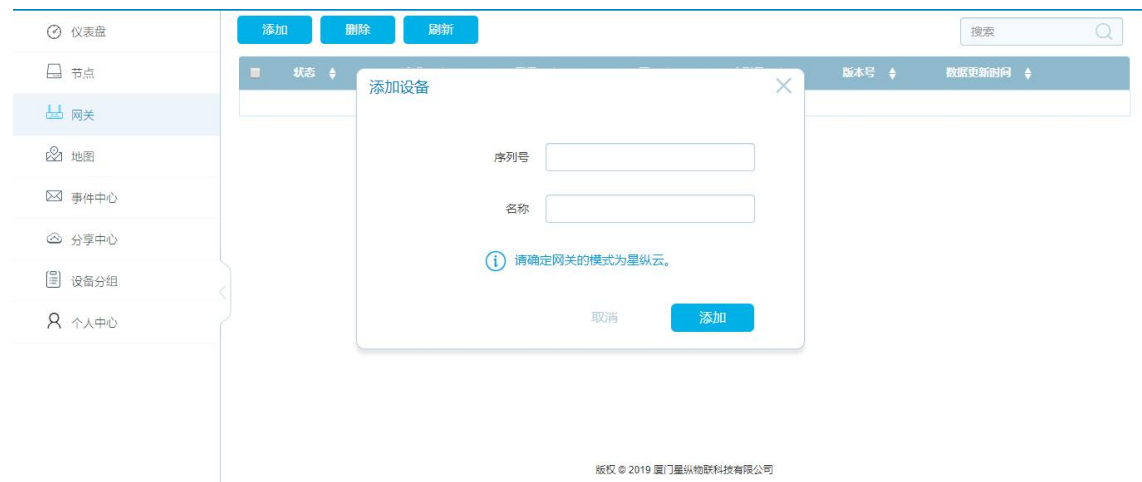 仪表盘
节点
网关
地图
事件中心
分享中心
设备分组
个人中心
添加 删除 刷新
搜索
状态 版本号 数据更新时间
添加设备
序列号
名称
请确定网关的模式为星纵云。
取消 添加
版权 © 2019 厦门星纵物联科技有限公司